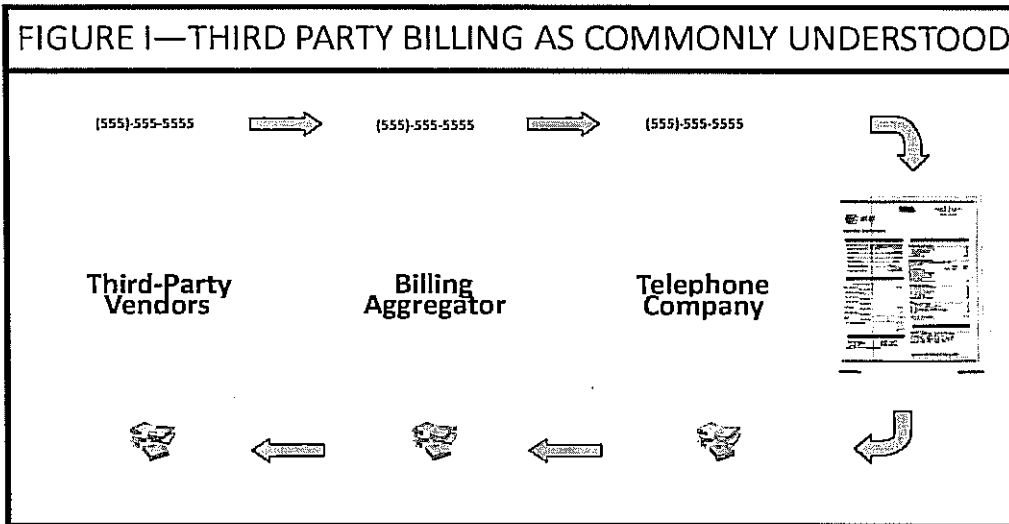 FIGURE I—THIRD PARTY BILLING AS COMMONLY UNDERSTOOD
(555)-555-5555
(555)-555-5555
(555)-555-5555
Third-Party
Vendors
Billing
Aggregator
Telephone
Company